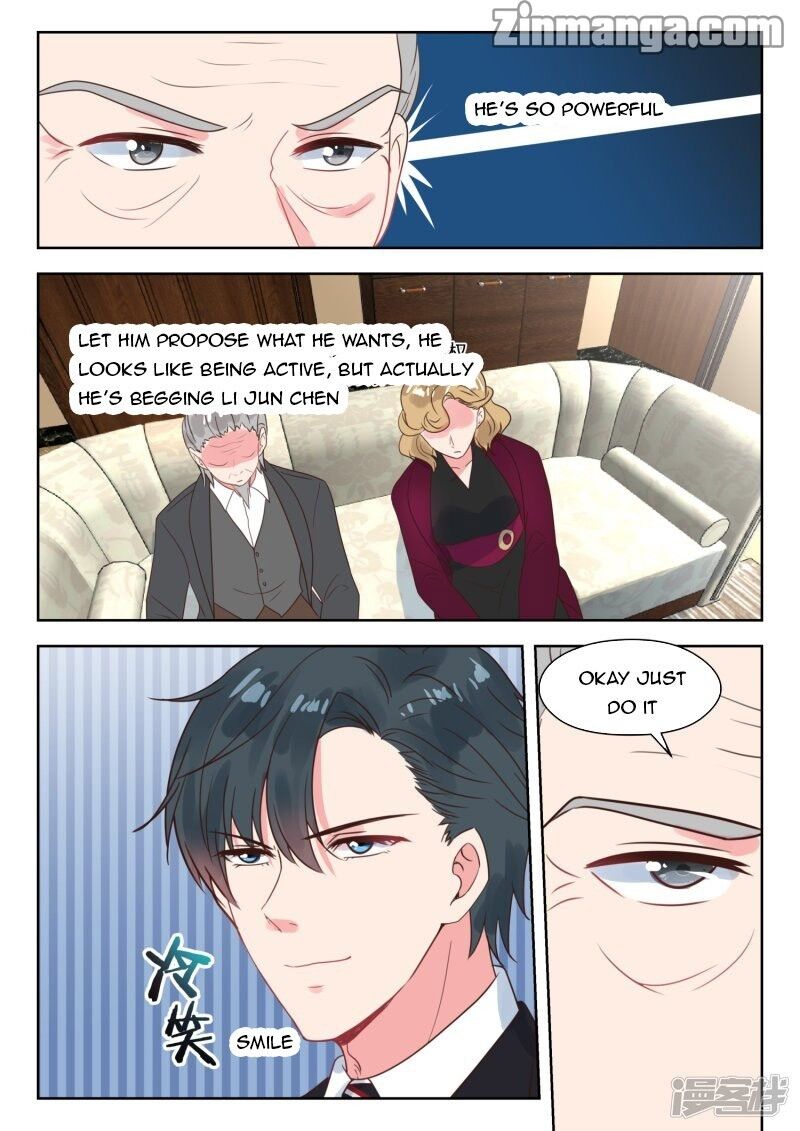 Zinmanga.com
HE'S SO POWERFUL
LET HIM PROPOSE WHAT HE WANTS, HE
LOOKS LIKE BEING ACTIVE, BUT ACTUALLY
HE'S BEGGING LI JUN CHEN
OKAY JUST
DO IT
冷笑
SMILE
漫客栈